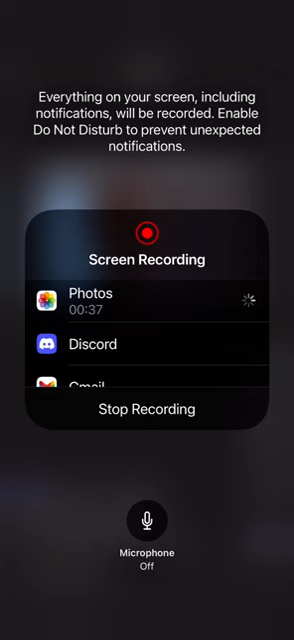 Everything on your screen, including
notifications, will be recorded. Enable
Do Not Disturb to prevent unexpected
notifications.
Screen Recording
Photos
00:37
Discord
Gmail
Stop Recording
Microphone
Off